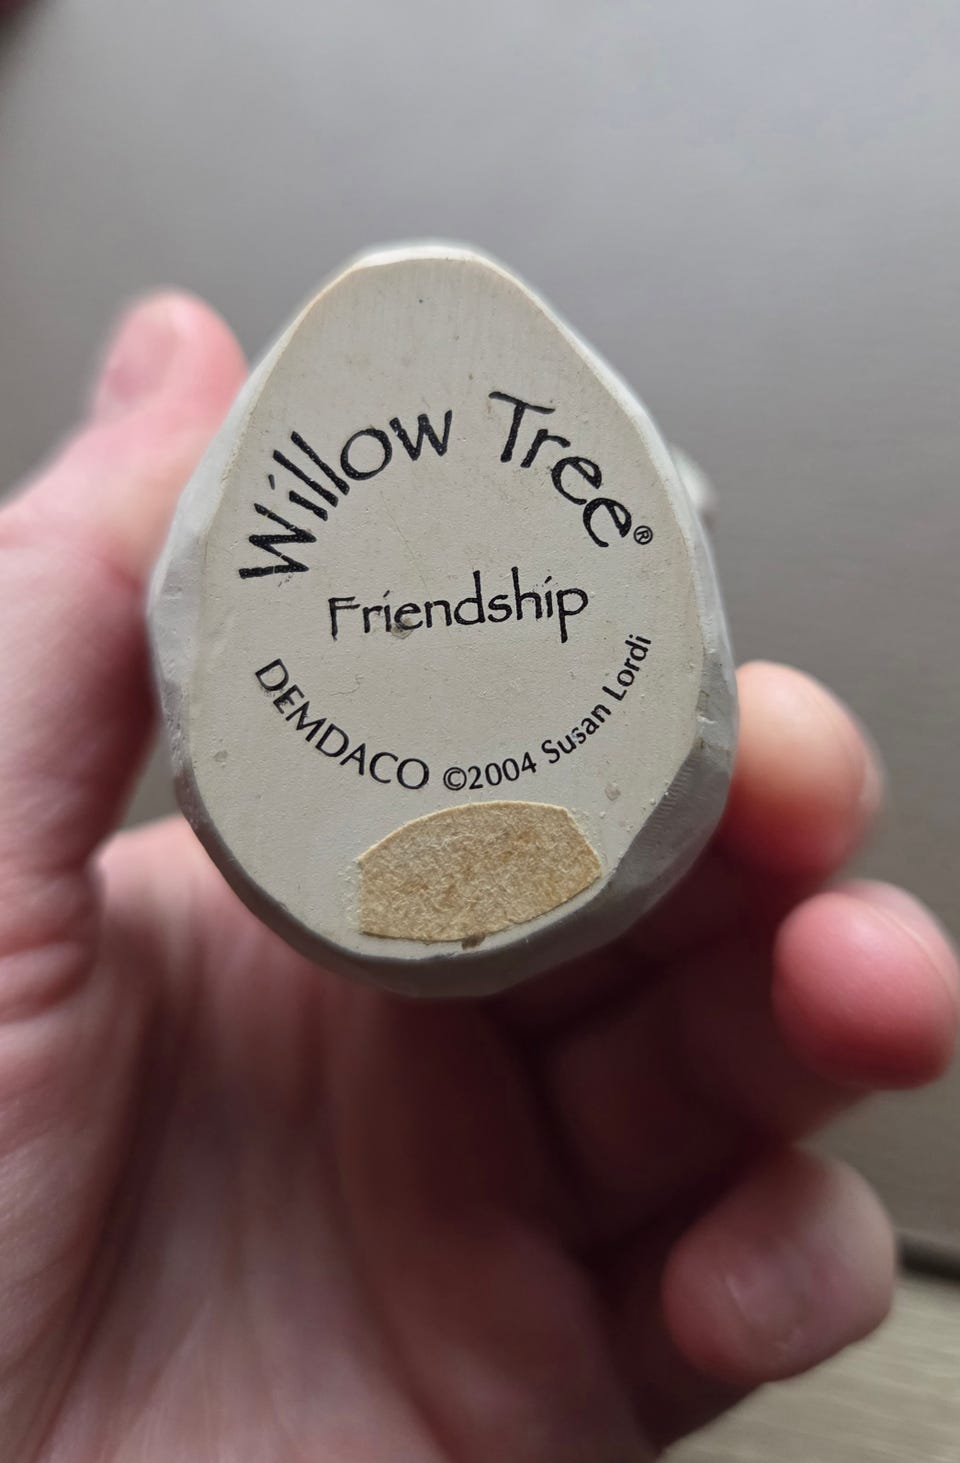 Willow Tree®
Friendship
DEMDACO ©2004 Susan Lordi